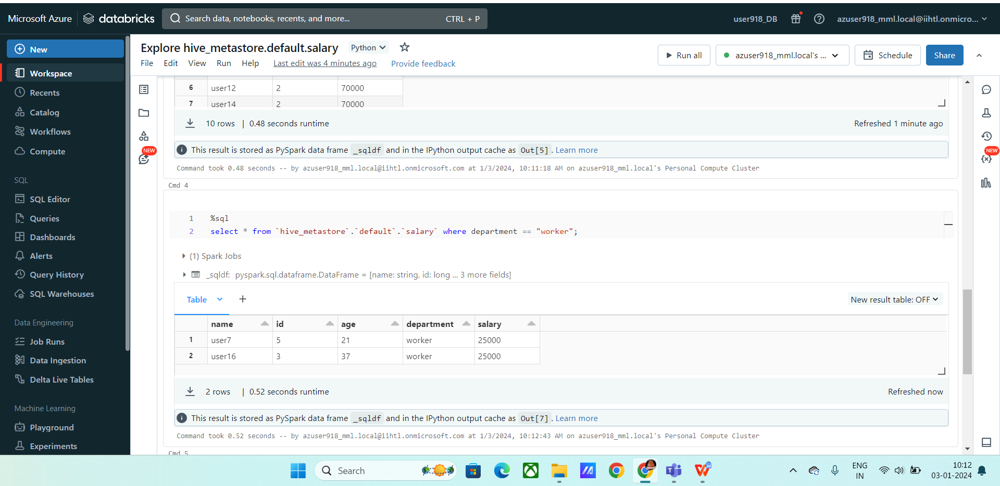 Microsoft Azure databricks Search data, notebooks, recents, and more... CTRL + P user918_DB azuser918_mml.local@iihtl.onmicro...
New
Workspace
Recents
Catalog
Workflows
Compute
SQL
SQL Editor
Queries
Dashboards
Alerts
Query History
SQL Warehouses
Data Engineering
Job Runs
Data Ingestion
Delta Live Tables
Machine Learning
Playground
Experiments
Explore hive_metastore.default.salary Python
File Edit View Run Help Last edit was 4 minutes ago Provide feedback
Run all azuser918_mml.local's ... Schedule Share
NEW
6 user12 2 70000
7 user14 2 70000
10 rows | 0.48 seconds runtime Refreshed 1 minute ago
This result is stored as PySpark data frame _sqldf and in the IPython output cache as Out[5] . Learn more
Command took 0.48 seconds -- by azuser918_mml.local@iihtl.onmicrosoft.com at 1/3/2024, 10:11:18 AM on azuser918_mml.local's Personal Compute Cluster
Cmd 4
1 %sql
2 select * from `hive_metastore`.`default`.`salary` where department == "worker";
(1) Spark Jobs
_sqldf: pyspark.sql.dataframe.DataFrame = [name: string, id: long ... 3 more fields]
Table + New result table: OFF
name id age department salary
1 user7 5 21 worker 25000
2 user16 3 37 worker 25000
2 rows | 0.52 seconds runtime Refreshed now
This result is stored as PySpark data frame _sqldf and in the IPython output cache as Out[7] . Learn more
Command took 0.52 seconds -- by azuser918_mml.local@iihtl.onmicrosoft.com at 1/3/2024, 10:12:43 AM on azuser918_mml.local's Personal Compute Cluster
Cmd 5
NEW
Search
ENG
IN
10:12
03-01-2024